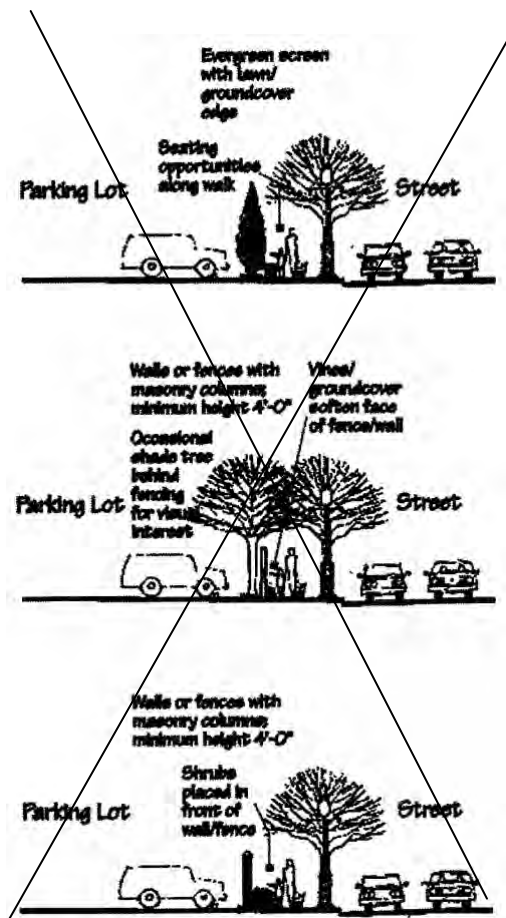 Evergreen screen
with lawn/
groundcover
edge
Seating
opportunities
along walk
Parking Lot
Street
Walls or fences with
masonry columns;
minimum height 4'-0"
Vines/
groundcover
soften face
of fence/wall
Occasional
shade tree
behind
fencing
for visual
interest
Parking Lot
Street
Walls or fences with
masonry columns;
minimum height 4'-0"
Shrubs
placed in
front of
wall/fence
Parking Lot
Street